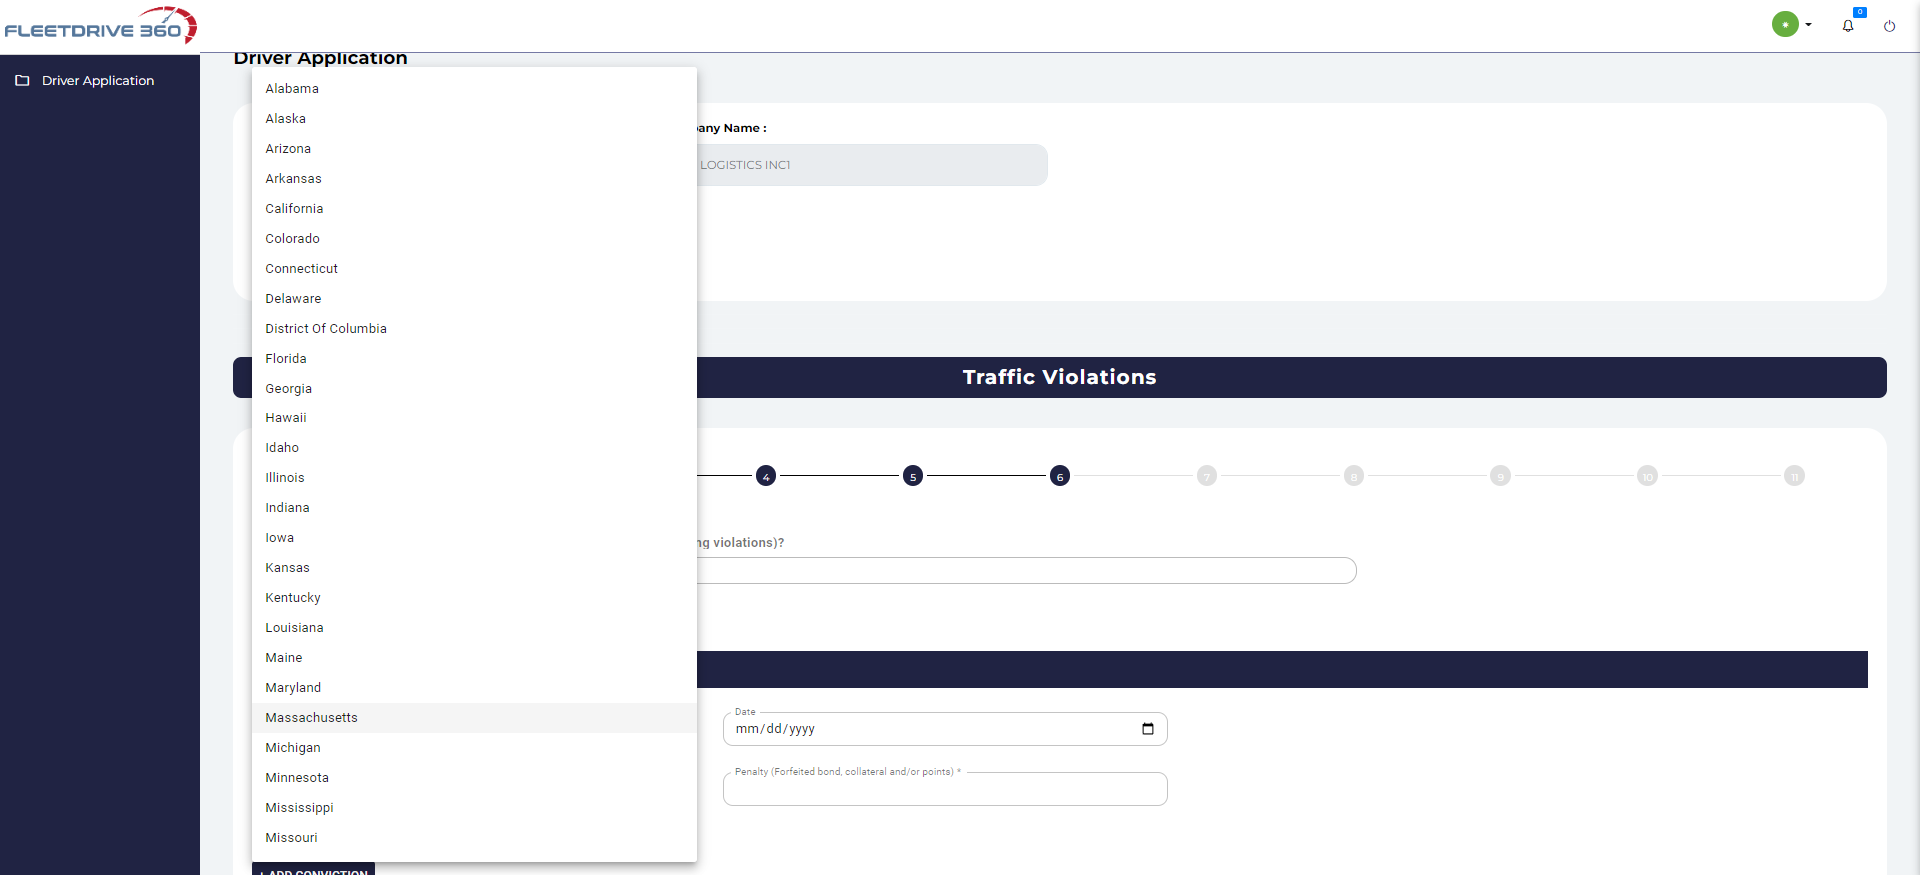 FLEETDRIVE 360
0
Driver Application
Driver Application
Alabama
Alaska
Arizona
Arkansas
California
Colorado
Connecticut
Delaware
District Of Columbia
Florida
Georgia
Hawaii
Idaho
Illinois
Indiana
Iowa
Kansas
Kentucky
Louisiana
Maine
Maryland
Massachusetts
Michigan
Minnesota
Mississippi
Missouri
any Name :
LOGISTICS INC1
Traffic Violations
4 5 6 7 8 9 10 11
ng violations)?
Date
mm/dd/yyyy
Penalty (Forfeited bond, collateral and/or points) *
+ ADD CONVICTION